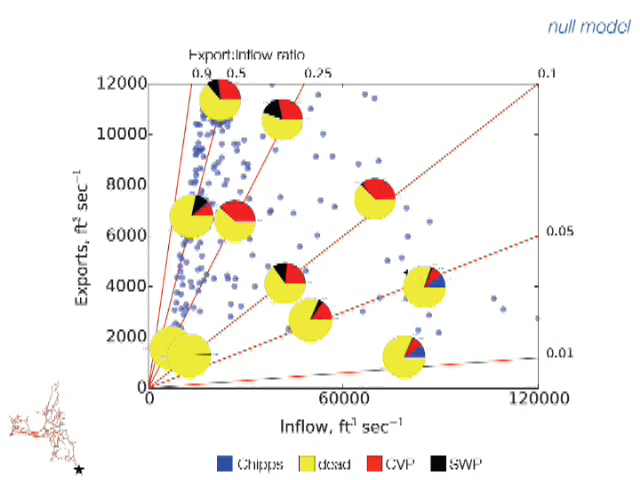 null model
Export:Inflow ratio
0.9 0.5 0.25 0.1
12000
10000
8000
6000
4000
2000
0
Exports, ft³ sec⁻¹
0.05
0.01
0 60000 120000
Inflow, ft³ sec⁻¹
Chipps dead CVP SWP